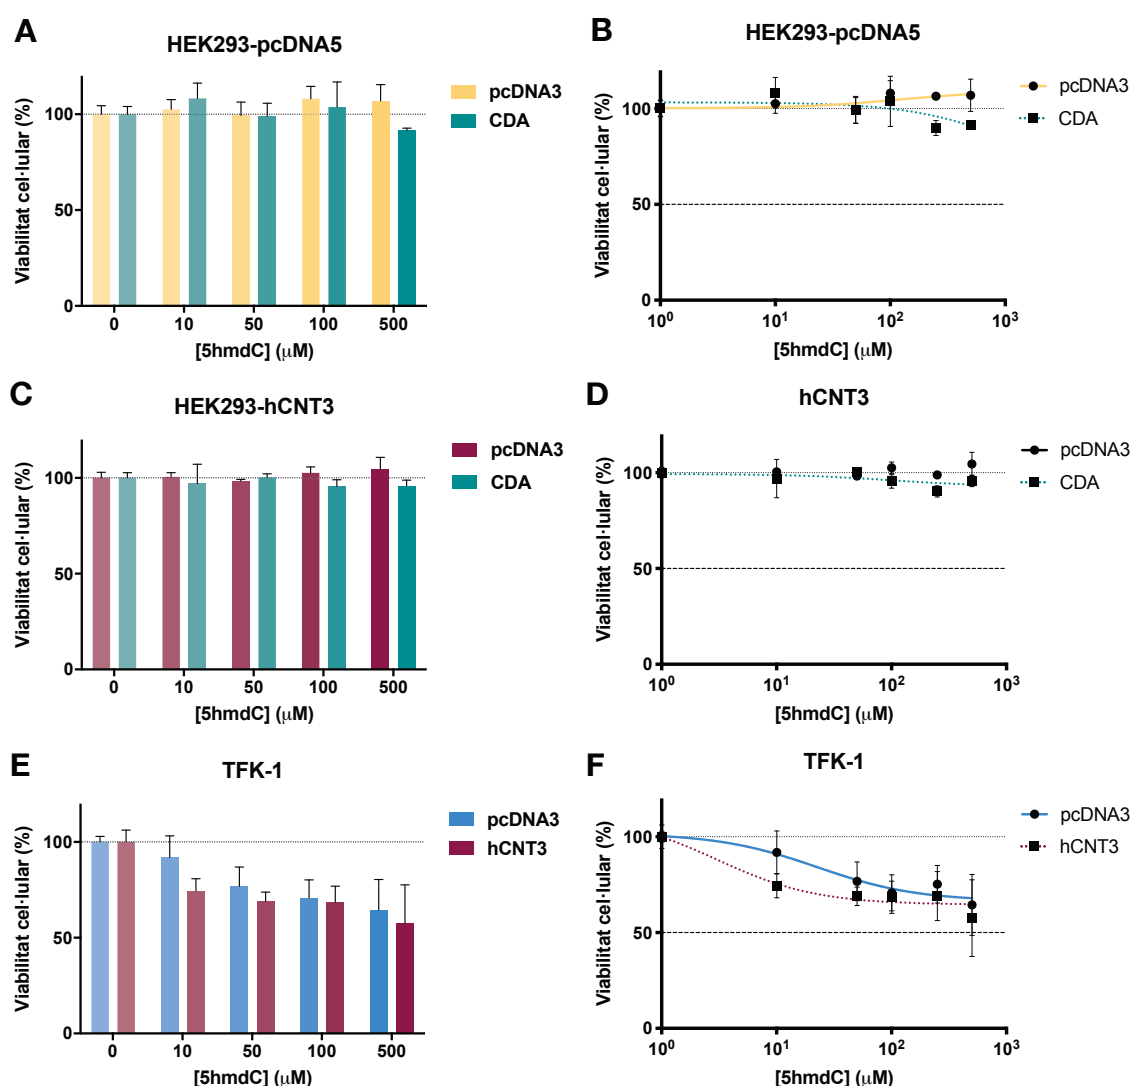 A
HEK293-pcDNA5
Viabilitat cel·lular (%)
100
50
0
0 10 50 100 500
[5hmdC] (μM)
pcDNA3
CDA
B
HEK293-pcDNA5
Viabilitat cel·lular (%)
100
50
0
10⁰ 10¹ 10² 10³
[5hmdC] (μM)
pcDNA3
CDA
C
HEK293-hCNT3
Viabilitat cel·lular (%)
100
50
0
0 10 50 100 500
[5hmdC] (μM)
pcDNA3
CDA
D
hCNT3
Viabilitat cel·lular (%)
100
50
0
10⁰ 10¹ 10² 10³
[5hmdC] (μM)
pcDNA3
CDA
E
TFK-1
Viabilitat cel·lular (%)
100
50
0
0 10 50 100 500
[5hmdC] (μM)
pcDNA3
hCNT3
F
TFK-1
Viabilitat cel·lular (%)
100
50
0
10⁰ 10¹ 10² 10³
[5hmdC] (μM)
pcDNA3
hCNT3